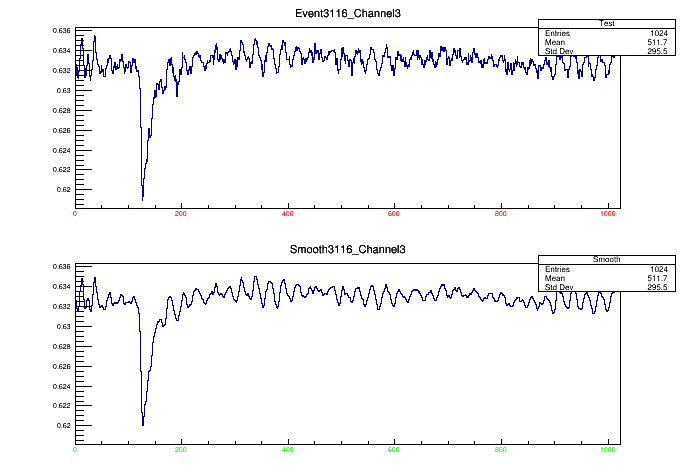 Event3116_Channel3
Test
Entries 1024
Mean 511.7
Std Dev 295.5
0.636
0.634
0.632
0.63
0.628
0.626
0.624
0.622
0.62
0 200 400 600 800 1000
Smooth3116_Channel3
Smooth
Entries 1024
Mean 511.7
Std Dev 295.5
0.636
0.634
0.632
0.63
0.628
0.626
0.624
0.622
0.62
0 200 400 600 800 1000